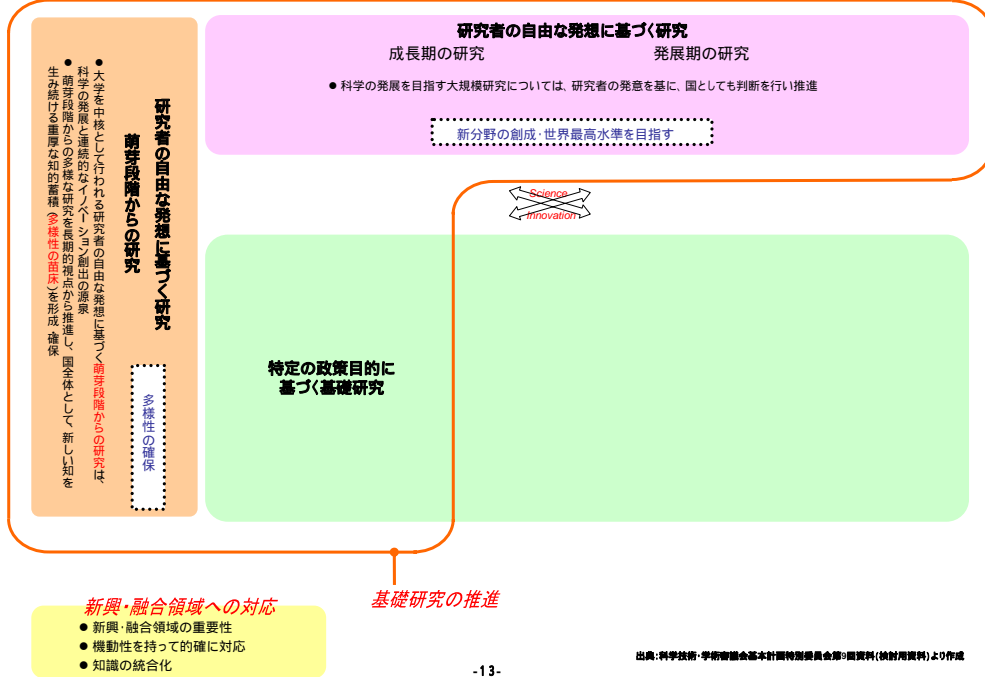 研究者の自由な発想に基づく研究
成長期の研究
発展期の研究
● 科学の発展を目指す大規模研究については、研究者の発意を基に、国としても判断を行い推進
新分野の創成・世界最高水準を目指す
研究者の自由な発想に基づく研究
萌芽段階からの研究
● 大学を中核として行われる研究者の自由な発想に基づく萌芽段階からの研究は、
科学の発展と連続的なイノベーション創出の源泉
● 萌芽段階からの多様な研究を長期的視点から推進し、国全体として、新しい知を
生み続ける重厚な知的蓄積(多様性の苗床)を形成・確保
多様性の確保
Science
Innovation
特定の政策目的に
基づく基礎研究
基礎研究の推進
新興・融合領域への対応
● 新興・融合領域の重要性
● 機動性を持って的確に対応
● 知識の統合化
出典:科学技術・学術審議会基本計画特別委員会第9回資料(検討用資料)より作成
-13-